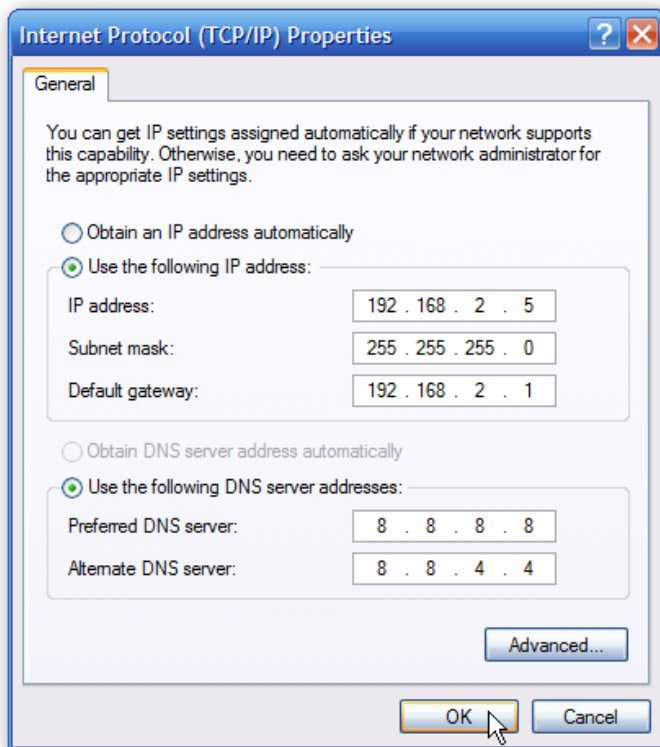 Internet Protocol (TCP/IP) Properties
General
You can get IP settings assigned automatically if your network supports
this capability. Otherwise, you need to ask your network administrator for
the appropriate IP settings.
Obtain an IP address automatically
Use the following IP address:
IP address: 192 . 168 . 2 . 5
Subnet mask: 255 . 255 . 255 . 0
Default gateway: 192 . 168 . 2 . 1
Obtain DNS server address automatically
Use the following DNS server addresses:
Preferred DNS server: 8 . 8 . 8 . 8
Alternate DNS server: 8 . 8 . 4 . 4
Advanced...
OK Cancel